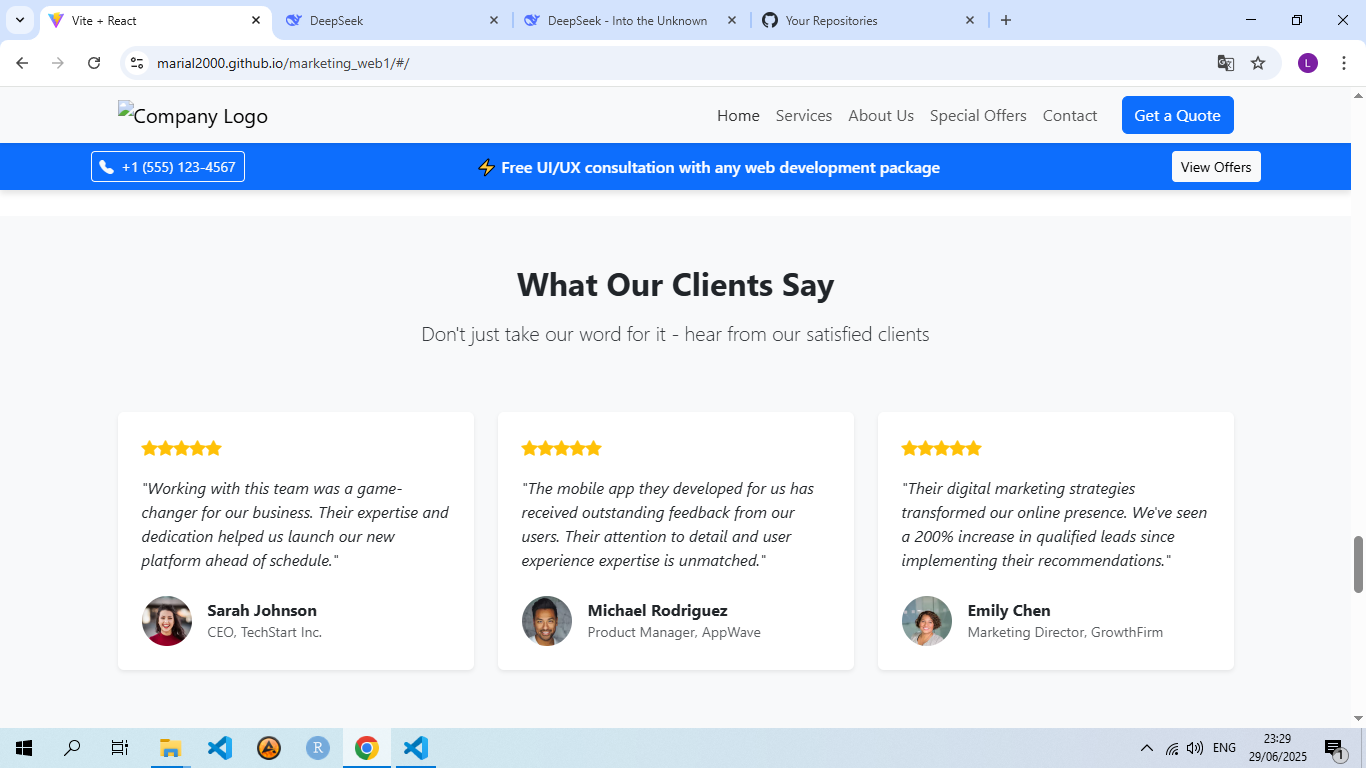 Vite + React
DeepSeek
DeepSeek - Into the Unknown
Your Repositories
marial2000.github.io/marketing_web1/#/
L
Company Logo
Home
Services
About Us
Special Offers
Contact
Get a Quote
+1 (555) 123-4567
⚡ Free UI/UX consultation with any web development package
View Offers
What Our Clients Say
Don't just take our word for it - hear from our satisfied clients
"Working with this team was a game-
changer for our business. Their expertise and
dedication helped us launch our new
platform ahead of schedule."
Sarah Johnson
CEO, TechStart Inc.
"The mobile app they developed for us has
received outstanding feedback from our
users. Their attention to detail and user
experience expertise is unmatched."
Michael Rodriguez
Product Manager, AppWave
"Their digital marketing strategies
transformed our online presence. We've seen
a 200% increase in qualified leads since
implementing their recommendations."
Emily Chen
Marketing Director, GrowthFirm
R
ENG
23:29
29/06/2025
1